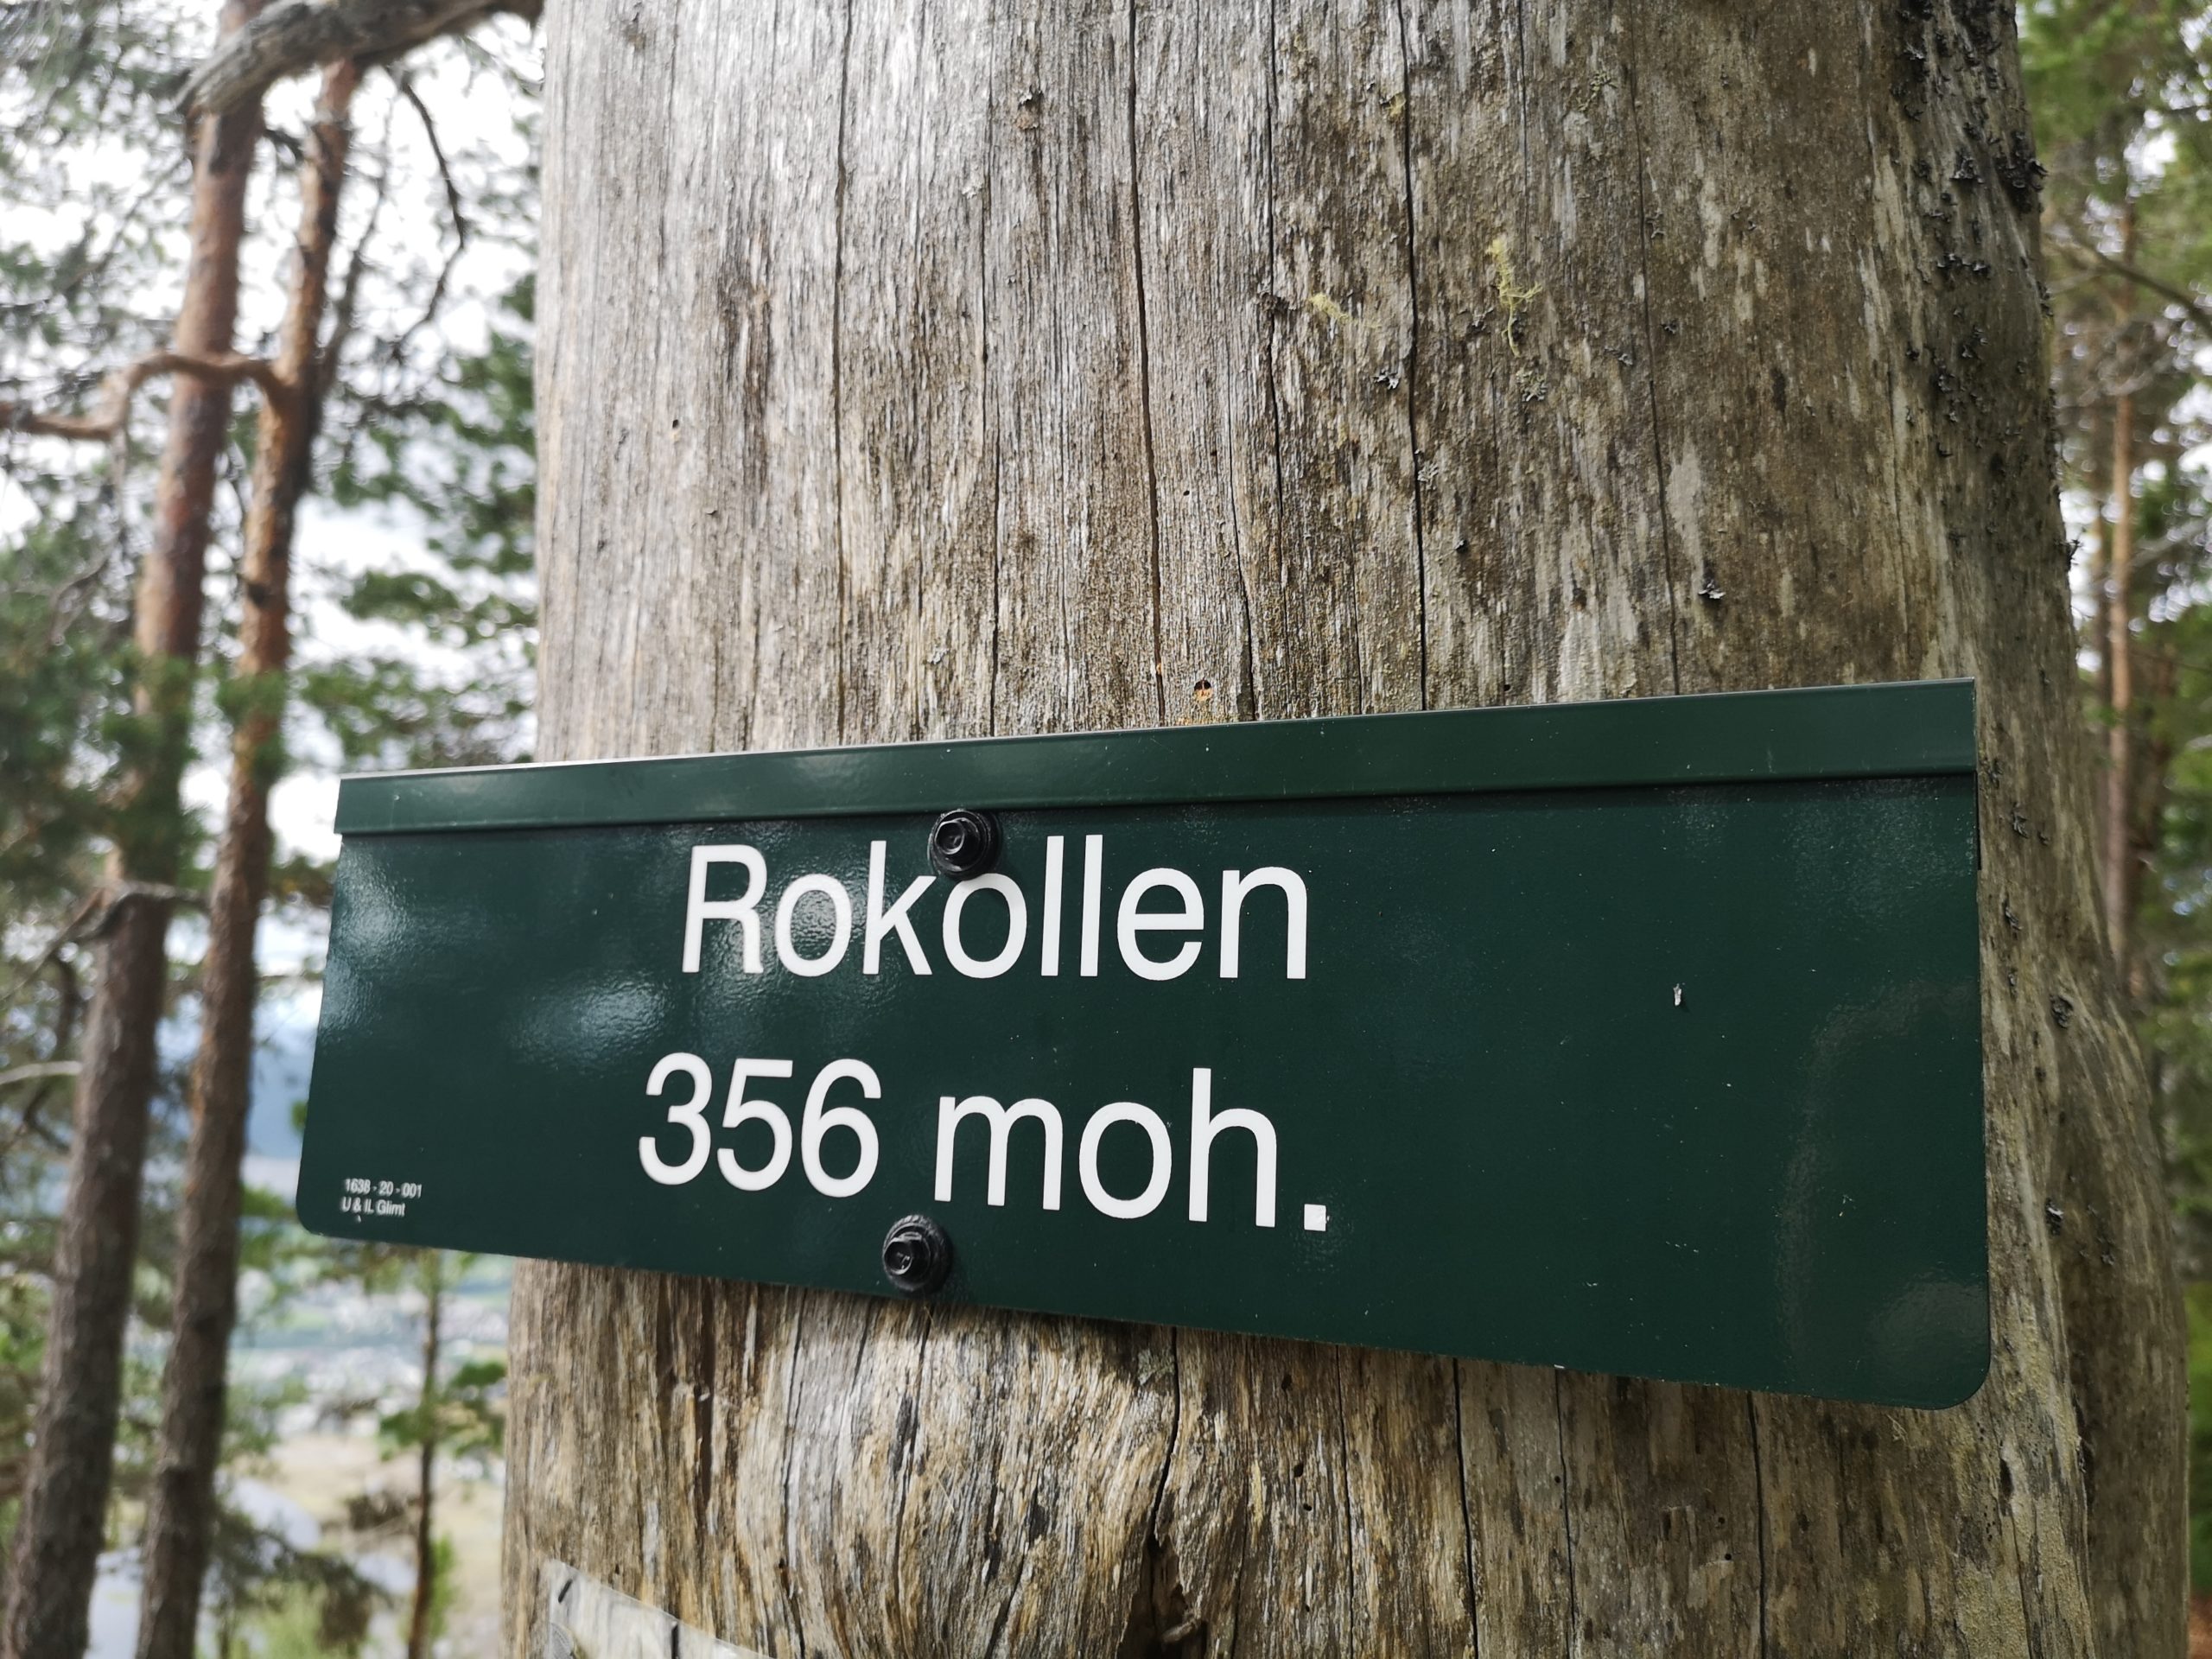 Rokollen
356 moh.
1638 - 20 - 001
U & IL Glimt